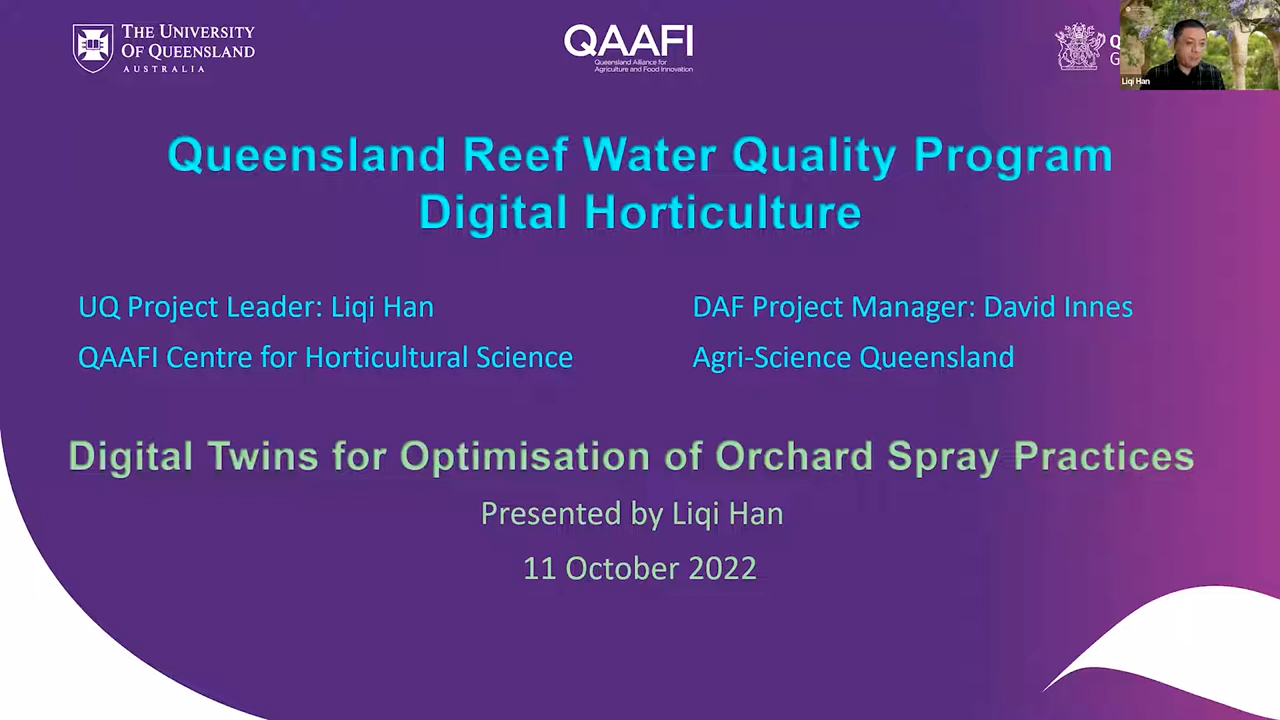 THE UNIVERSITY
OF QUEENSLAND
AUSTRALIA
QAAFI
Queensland Alliance for
Agriculture and Food Innovation
Liqi Han
Queensland Reef Water Quality Program
Digital Horticulture
UQ Project Leader: Liqi Han
DAF Project Manager: David Innes
QAAFI Centre for Horticultural Science
Agri-Science Queensland
Digital Twins for Optimisation of Orchard Spray Practices
Presented by Liqi Han
11 October 2022